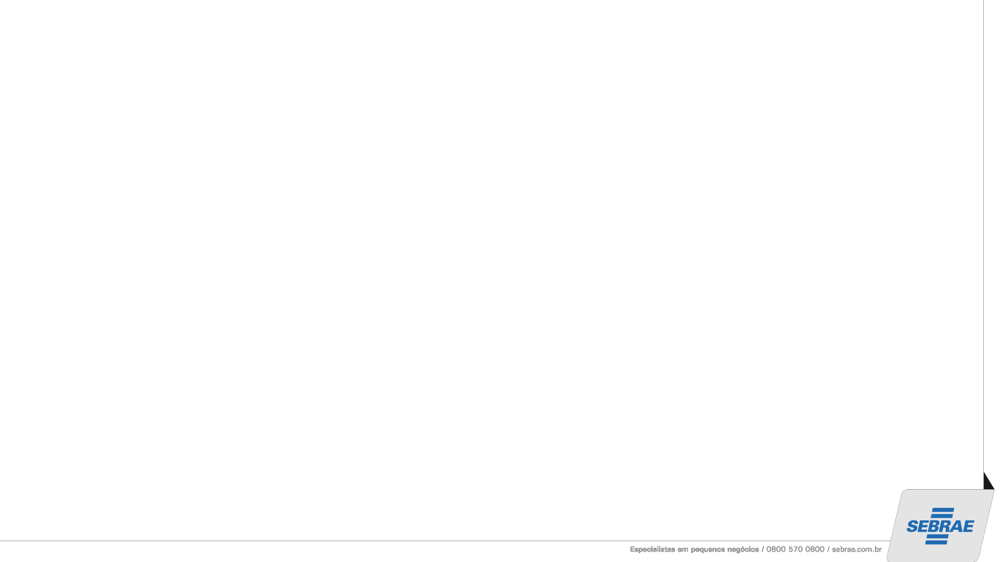 SEBRAE
Especialistas em pequenos negócios / 0800 570 0800 / sebrae.com.br